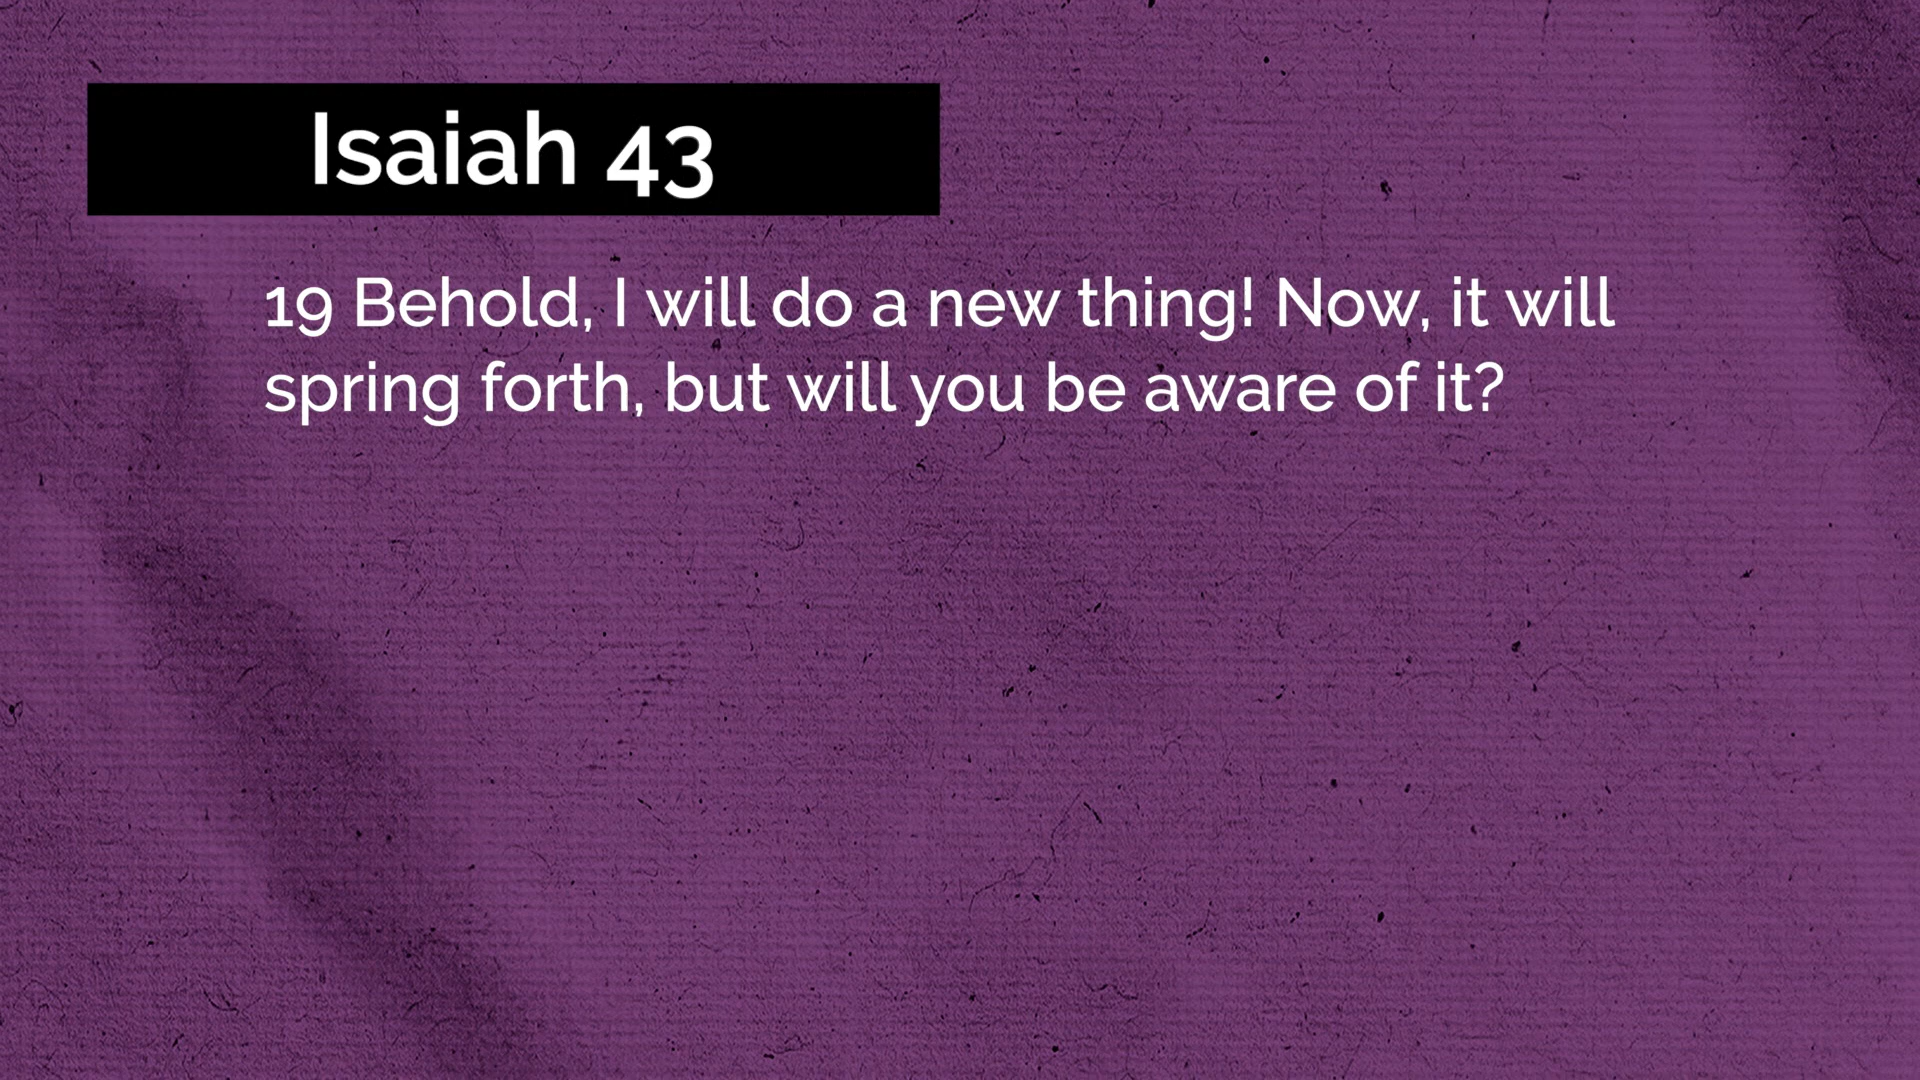 Isaiah 43
19 Behold, I will do a new thing! Now, it will
spring forth, but will you be aware of it?